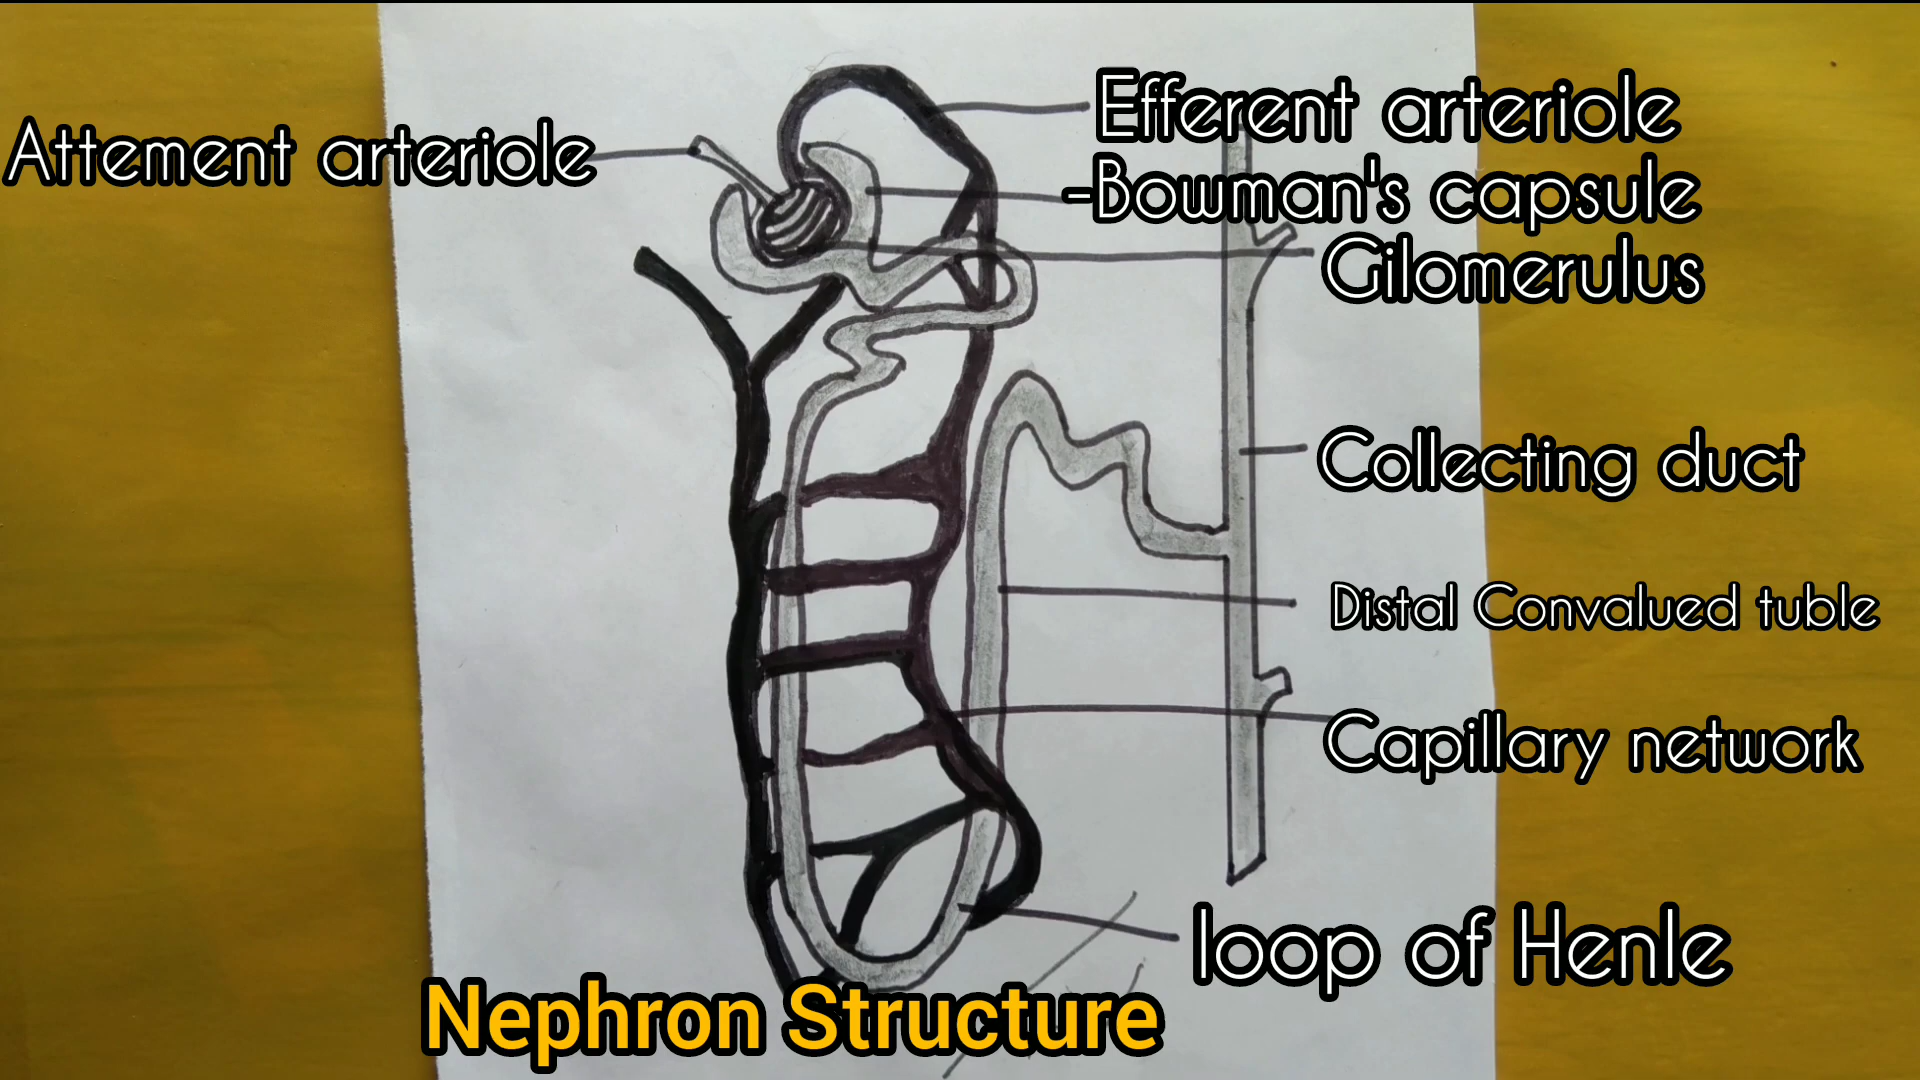 Efferent arteriole
Attement arteriole
-Bowman's capsule
Gilomerulus
Collecting duct
Distal Convalued tuble
Capillary network
loop of Henle
Nephron Structure